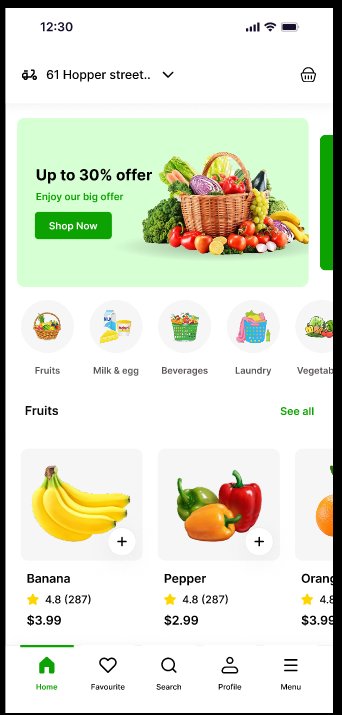 12:30
61 Hopper street..
Up to 30% offer
Enjoy our big offer
Shop Now
Fruits
Milk & egg
Beverages
Laundry
Vegetab
Fruits
See all
Banana
Pepper
Orang
4.8 (287)
4.8 (287)
4.8
$3.99
$2.99
$3.99
Home
Favourite
Search
Profile
Menu